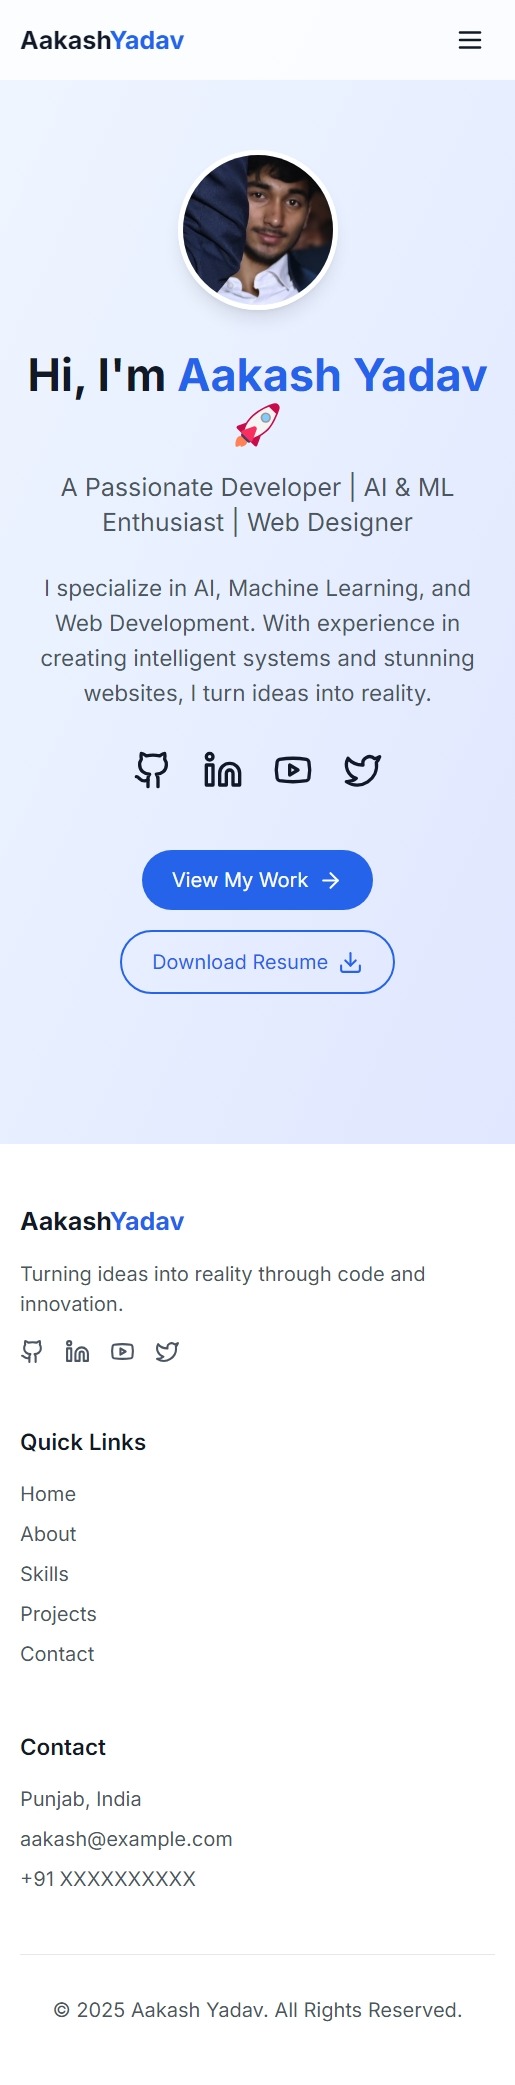 AakashYadav
Hi, I'm Aakash Yadav
🚀
A Passionate Developer | AI & ML
Enthusiast | Web Designer
I specialize in AI, Machine Learning, and
Web Development. With experience in
creating intelligent systems and stunning
websites, I turn ideas into reality.
View My Work →
Download Resume
AakashYadav
Turning ideas into reality through code and
innovation.
Quick Links
Home
About
Skills
Projects
Contact
Contact
Punjab, India
aakash@example.com
+91 XXXXXXXXXX
© 2025 Aakash Yadav. All Rights Reserved.